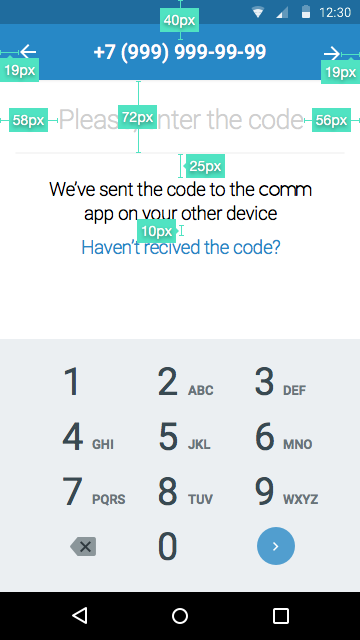 40px
12:30
+7 (999) 999-99-99
19px
19px
58px
Please enter the code
72px
56px
25px
We've sent the code to the comm
app on your other device
10px
Haven't recived the code?
1
2 ABC
3 DEF
4 GHI
5 JKL
6 MNO
7 PQRS
8 TUV
9 WXYZ
0